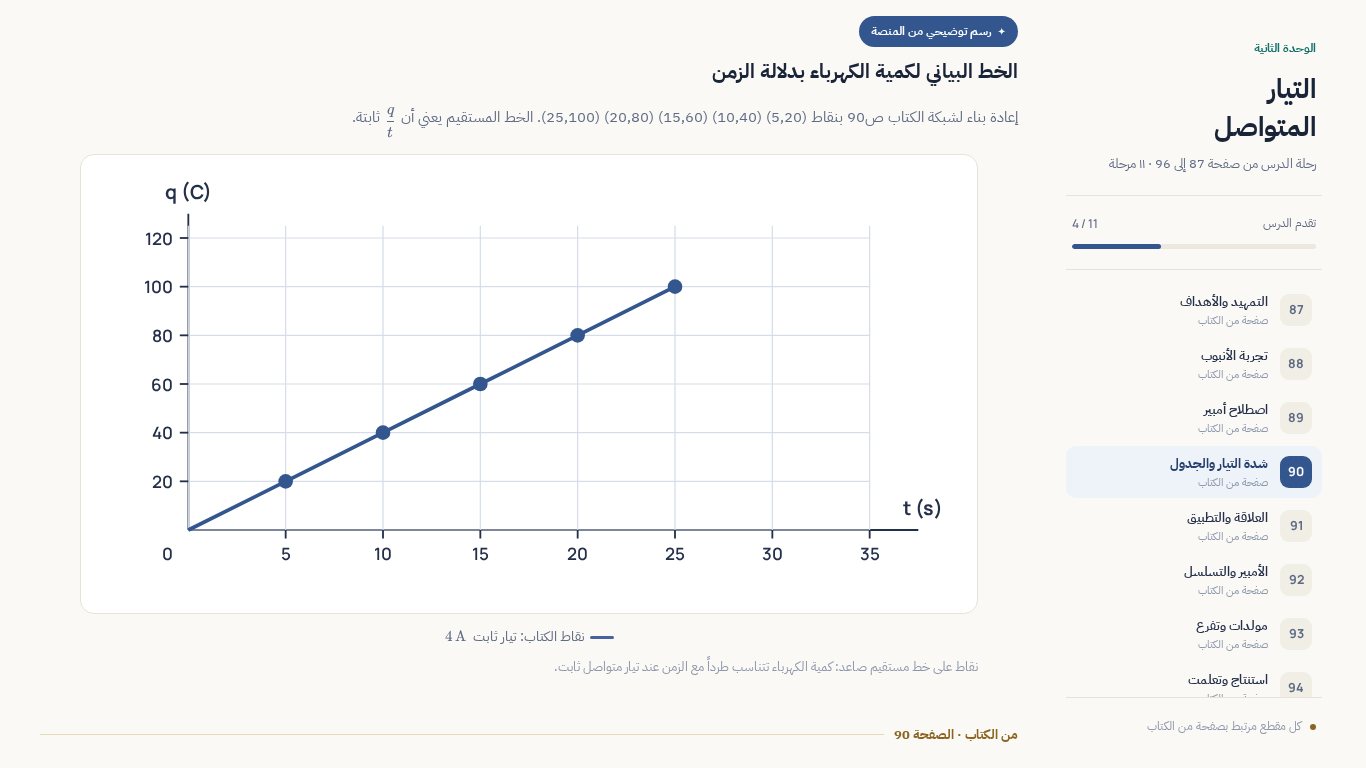 الوحدة الثانية
التيار
المتواصل
رحلة الدرس من صفحة 87 إلى 96 · ١١ مرحلة
تقدم الدرس
4 / 11
87
التمهيد والأهداف
صفحة من الكتاب
88
تجربة الأنبوب
صفحة من الكتاب
89
اصطلاح أمبير
صفحة من الكتاب
90
شدة التيار والجدول
صفحة من الكتاب
91
العلاقة والتطبيق
صفحة من الكتاب
92
الأمبير والتسلسل
صفحة من الكتاب
93
مولدات وتفرع
صفحة من الكتاب
94
استنتاج وتعلمت
كل مقطع مرتبط بصفحة من الكتاب
✦ رسم توضيحي من المنصة
الخط البياني لكمية الكهرباء بدلالة الزمن
إعادة بناء لشبكة الكتاب ص90 بنقاط (5,20) (10,40) (15,60) (20,80) (25,100). الخط المستقيم يعني أن q/t ثابتة.
q (C)
120
100
80
60
40
20
t (s)
0 5 10 15 20 25 30 35
نقاط الكتاب: تيار ثابت 4 A
نقاط على خط مستقيم صاعد: كمية الكهرباء تتناسب طرداً مع الزمن عند تيار متواصل ثابت.
من الكتاب · الصفحة 90